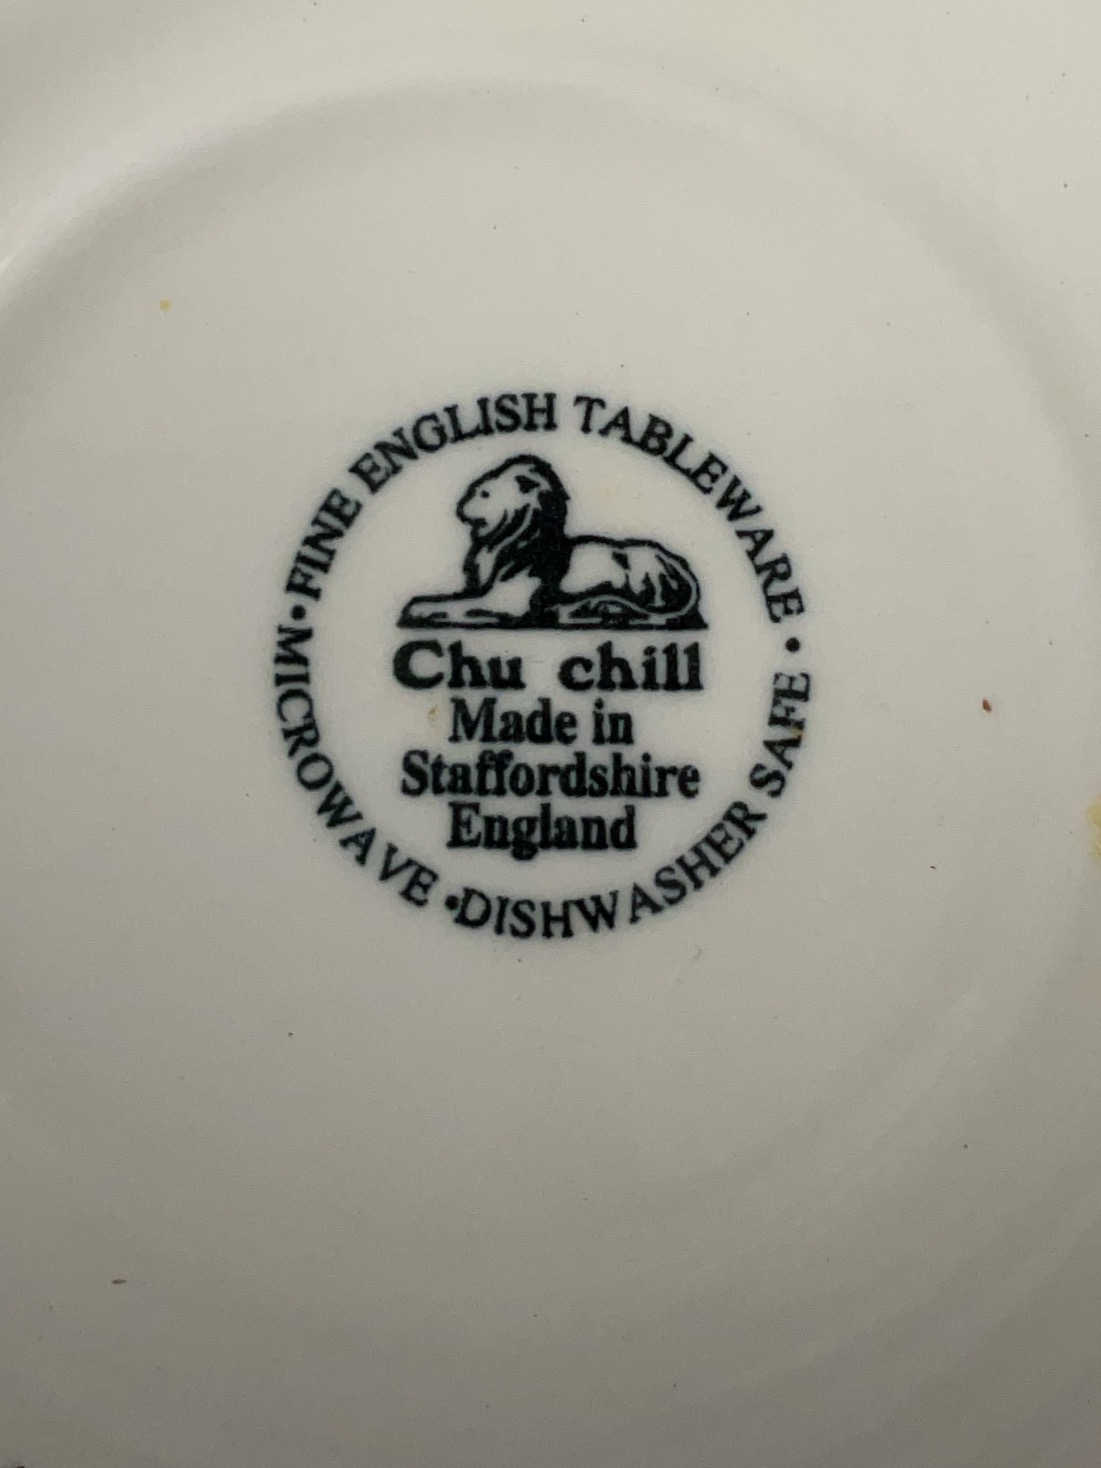 • FINE ENGLISH TABLEWARE •
Chu chill
Made in
Staffordshire
England
MICROWAVE • DISHWASHER SAFE